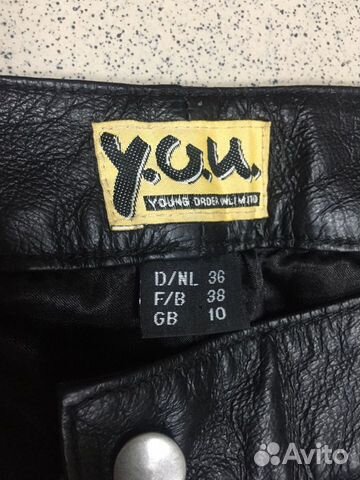 Y.O.U.
YOUNG ORDER UNLIMITED
D/NL 36
F/B 38
GB 10
Avito